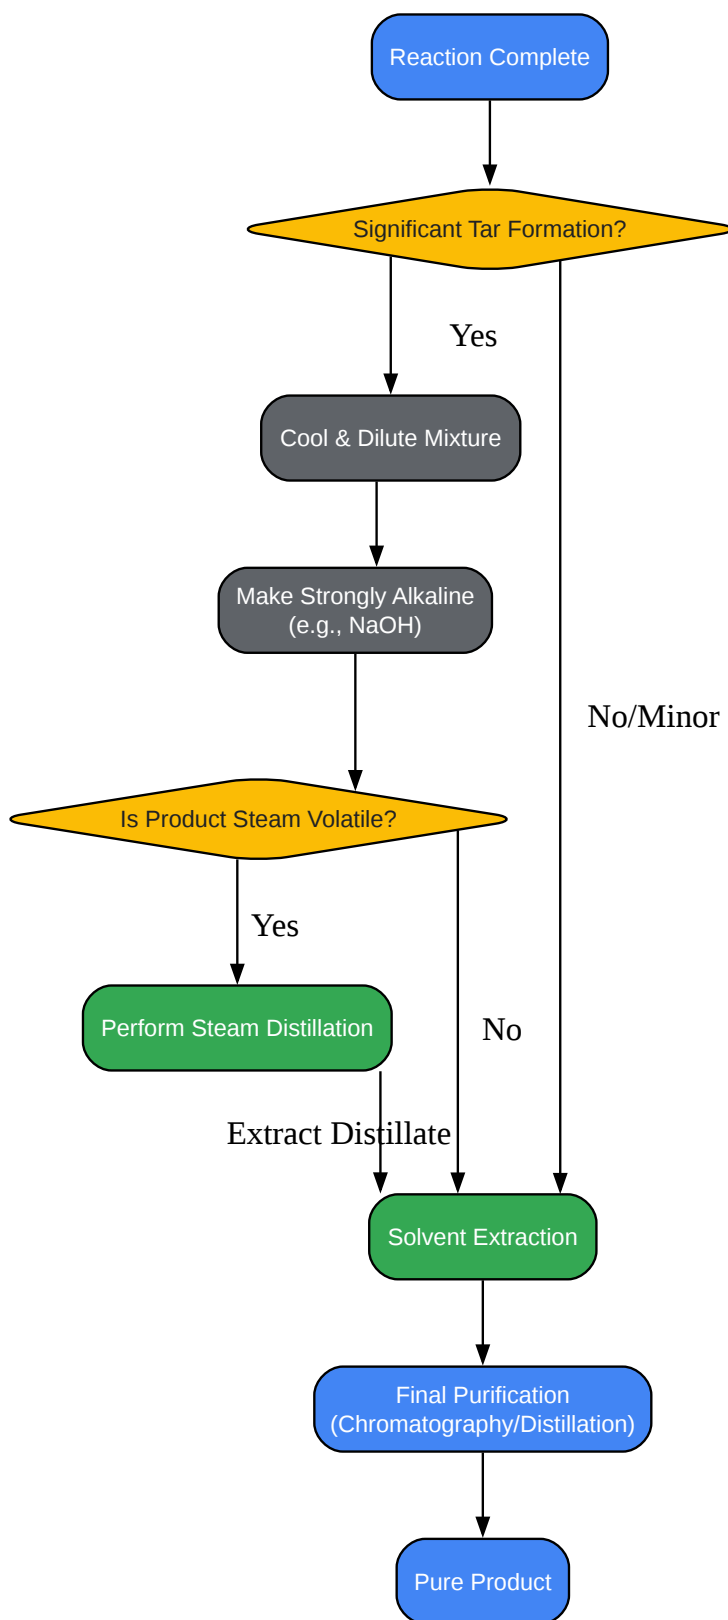 Reaction Complete
Significant Tar Formation?
Yes
Cool & Dilute Mixture
Make Strongly Alkaline
(e.g., NaOH)
No/Minor
Is Product Steam Volatile?
Yes
Perform Steam Distillation
No
Extract Distillate
Solvent Extraction
Final Purification
(Chromatography/Distillation)
Pure Product